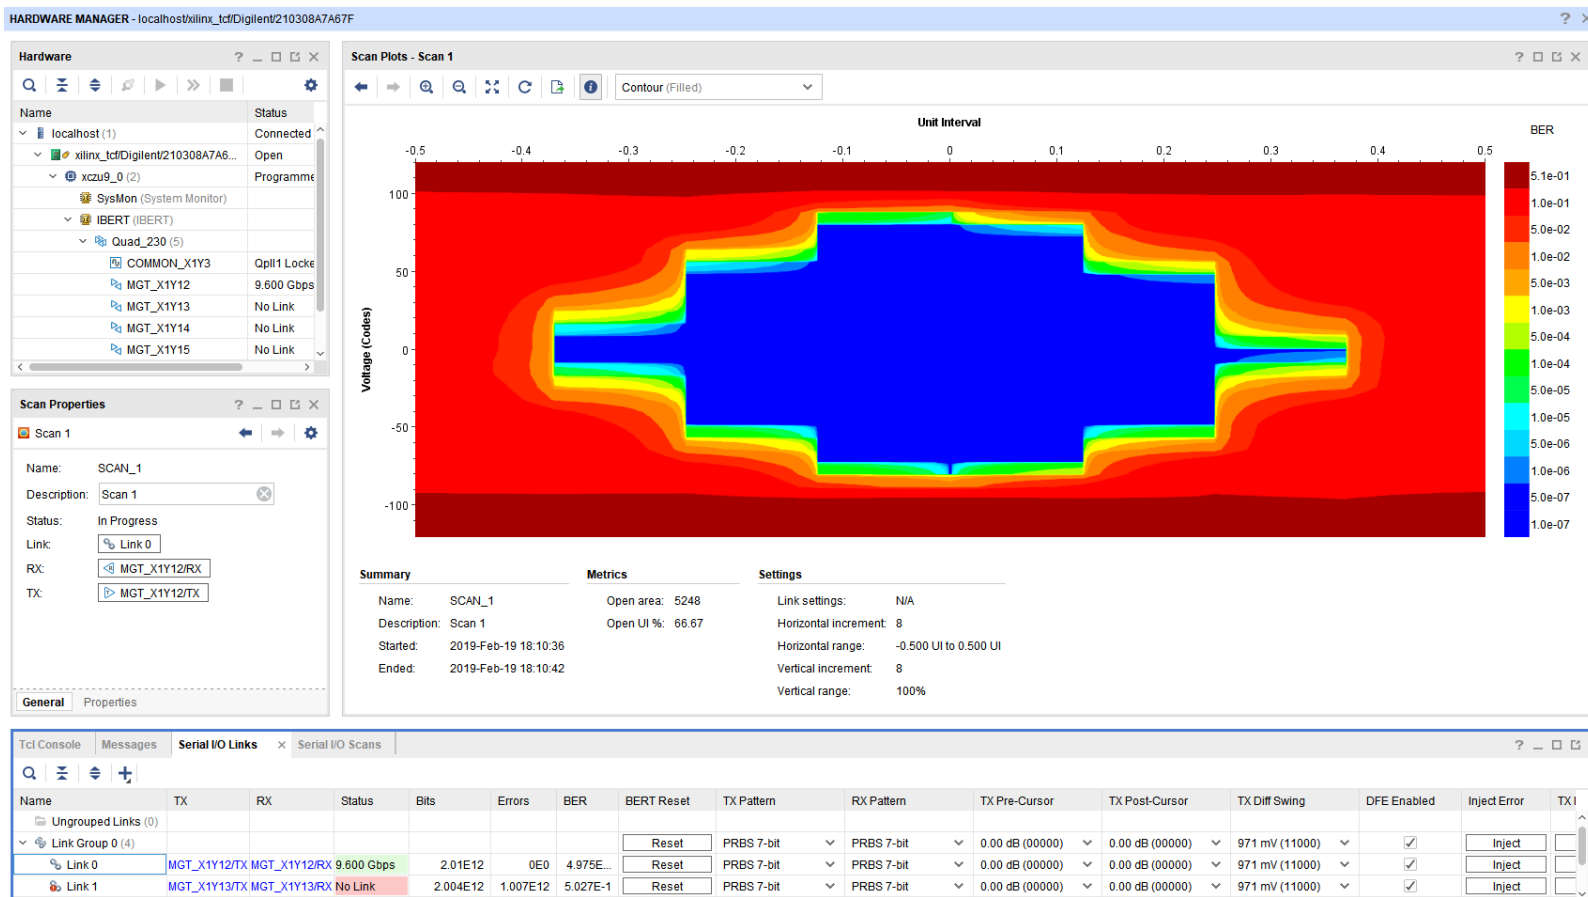 HARDWARE MANAGER - localhost/xilinx_tcf/Digilent/210308A7A67F
Hardware
Name Status
localhost (1) Connected
xilinx_tcf/Digilent/210308A7A6... Open
xczu9_0 (2) Programme
SysMon (System Monitor)
IBERT (IBERT)
Quad_230 (5)
COMMON_X1Y3 Qpll1 Locke
MGT_X1Y12 9.600 Gbps
MGT_X1Y13 No Link
MGT_X1Y14 No Link
MGT_X1Y15 No Link
Scan Properties
Scan 1
Name: SCAN_1
Description: Scan 1
Status: In Progress
Link: Link 0
RX: MGT_X1Y12/RX
TX: MGT_X1Y12/TX
General Properties
Scan Plots - Scan 1
Contour (Filled)
Unit Interval
-0.5 -0.4 -0.3 -0.2 -0.1 0 0.1 0.2 0.3 0.4 0.5
Voltage (Codes)
100
50
0
-50
-100
BER
5.1e-01
1.0e-01
5.0e-02
1.0e-02
5.0e-03
1.0e-03
5.0e-04
1.0e-04
5.0e-05
1.0e-05
5.0e-06
1.0e-06
5.0e-07
1.0e-07
Summary
Name: SCAN_1
Description: Scan 1
Started: 2019-Feb-19 18:10:36
Ended: 2019-Feb-19 18:10:42
Metrics
Open area: 5248
Open UI %: 66.67
Settings
Link settings: N/A
Horizontal increment: 8
Horizontal range: -0.500 UI to 0.500 UI
Vertical increment: 8
Vertical range: 100%
Tcl Console Messages Serial I/O Links Serial I/O Scans
Name TX RX Status Bits Errors BER BERT Reset TX Pattern RX Pattern TX Pre-Cursor TX Post-Cursor TX Diff Swing DFE Enabled Inject Error TX
Ungrouped Links (0)
Link Group 0 (4) Reset PRBS 7-bit PRBS 7-bit 0.00 dB (00000) 0.00 dB (00000) 971 mV (11000) Inject
Link 0 MGT_X1Y12/TX MGT_X1Y12/RX 9.600 Gbps 2.01E12 0E0 4.975E... Reset PRBS 7-bit PRBS 7-bit 0.00 dB (00000) 0.00 dB (00000) 971 mV (11000) Inject
Link 1 MGT_X1Y13/TX MGT_X1Y13/RX No Link 2.004E12 1.007E12 5.027E-1 Reset PRBS 7-bit PRBS 7-bit 0.00 dB (00000) 0.00 dB (00000) 971 mV (11000) Inject